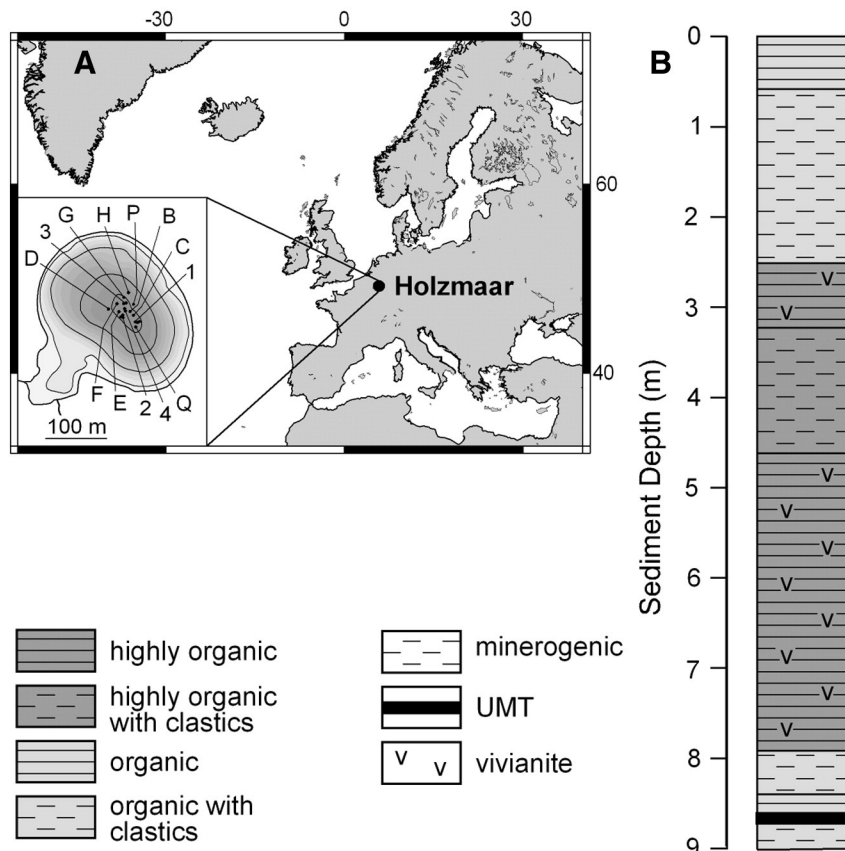 -30 0 30
A
60
40
Holzmaar
G H P B
3 C
D 1
F E 2 4 Q
100 m
B
Sediment Depth (m)
0
1
2
3
4
5
6
7
8
9
v
v
v
v
v
v
v
v
v
v
highly organic
highly organic
with clastics
organic
organic with
clastics
minerogenic
UMT
v v
vivianite